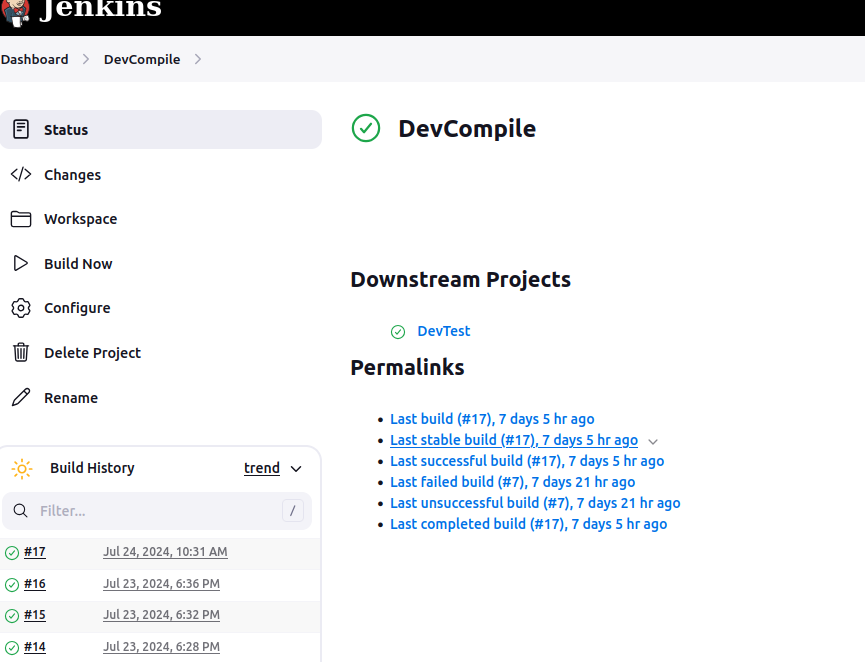 Jenkins
Dashboard > DevCompile >
Status
Changes
Workspace
Build Now
Configure
Delete Project
Rename
Build History trend
Filter... /
#17 Jul 24, 2024, 10:31 AM
#16 Jul 23, 2024, 6:36 PM
#15 Jul 23, 2024, 6:32 PM
#14 Jul 23, 2024, 6:28 PM
DevCompile
Downstream Projects
DevTest
Permalinks
Last build (#17), 7 days 5 hr ago
Last stable build (#17), 7 days 5 hr ago
Last successful build (#17), 7 days 5 hr ago
Last failed build (#7), 7 days 21 hr ago
Last unsuccessful build (#7), 7 days 21 hr ago
Last completed build (#17), 7 days 5 hr ago